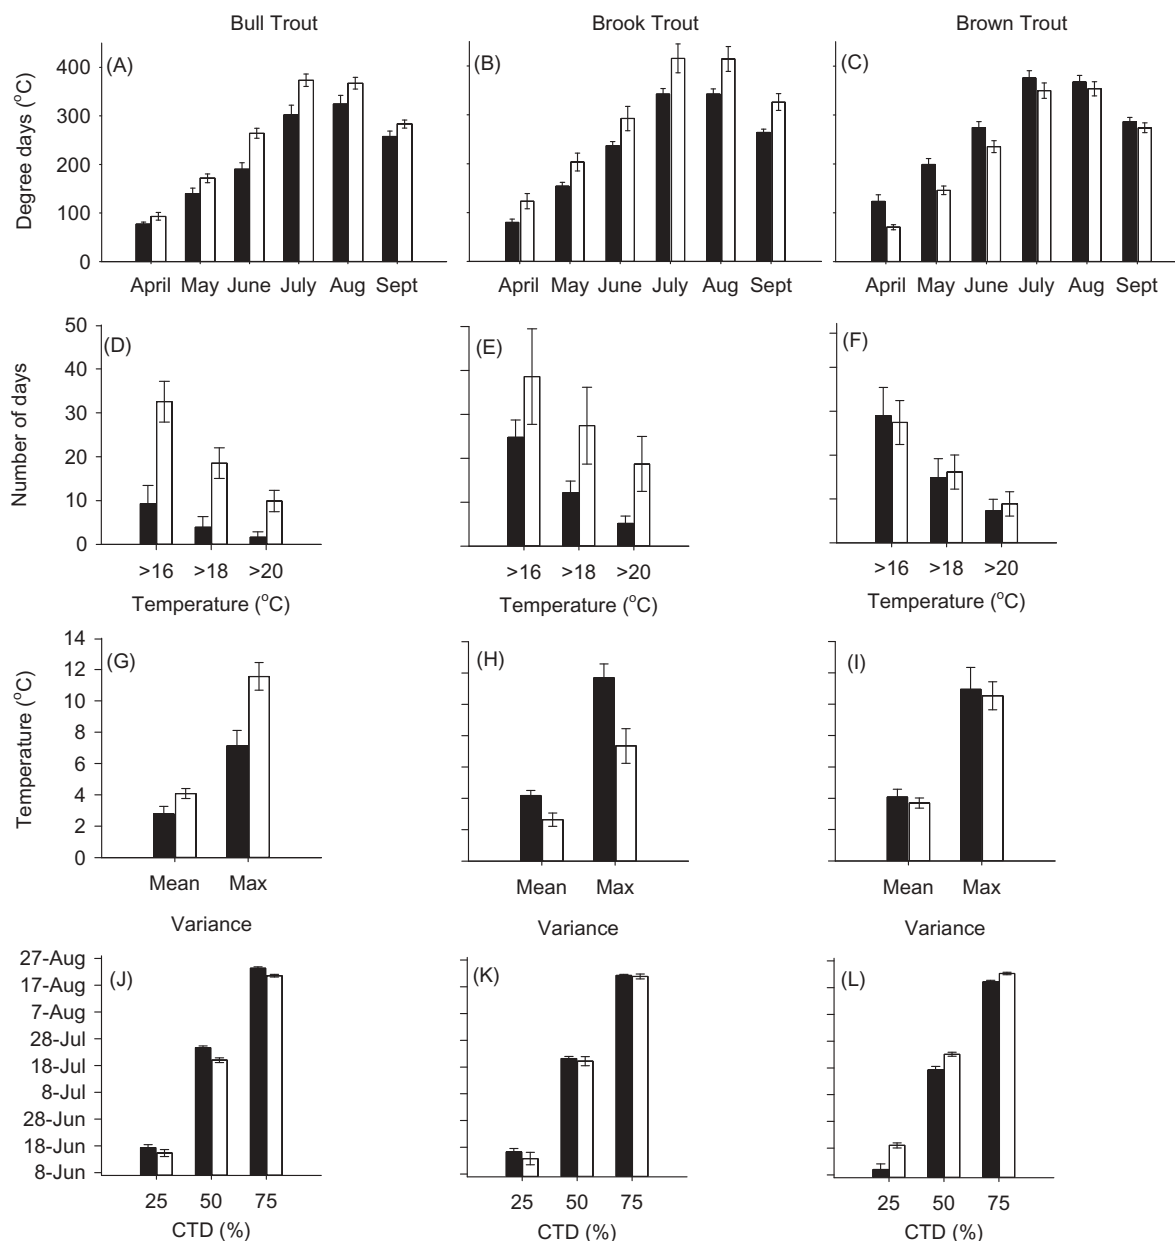 Bull Trout Brook Trout Brown Trout
Degree days (°C)
400
300
200
100
0
(A) (B) (C)
April May June July Aug Sept April May June July Aug Sept April May June July Aug Sept
Number of days
50
40
30
20
10
0
(D) (E) (F)
>16 >18 >20 >16 >18 >20 >16 >18 >20
Temperature (°C) Temperature (°C) Temperature (°C)
Temperature (°C)
14
12
10
8
6
4
2
0
(G) (H) (I)
Mean Max Mean Max Mean Max
Variance Variance Variance
27-Aug
17-Aug
7-Aug
28-Jul
18-Jul
8-Jul
28-Jun
18-Jun
8-Jun
(J) (K) (L)
25 50 75 25 50 75 25 50 75
CTD (%) CTD (%) CTD (%)